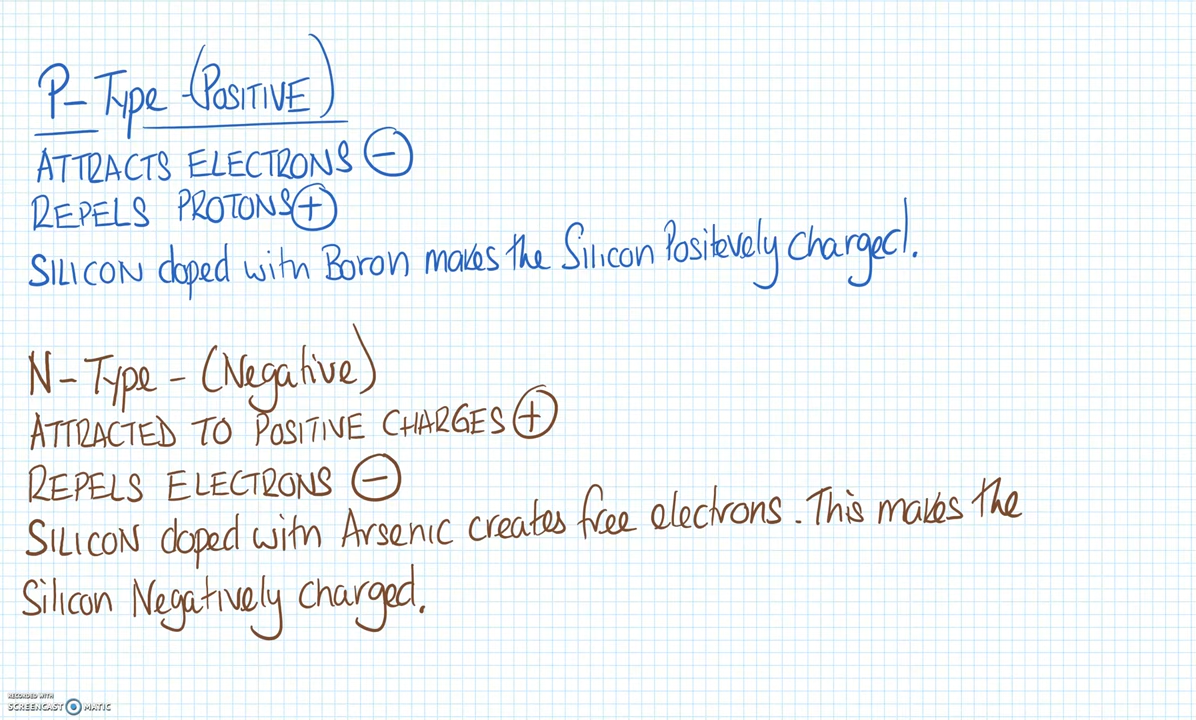 P- Type -(POSITIVE)
ATTRACTS ELECTRONS -
REPELS PROTONS +
SILICON doped with Boron makes the Silicon Positevely Charged!.
N- Type - (Negative)
ATTRACTED TO POSITIVE CHARGES +
REPELS ELECTRONS -
SILICON doped with Arsenic creates free electrons. This makes the
Silicon Negatively charged.
RECORDED WITH
SCREENCAST MATIC